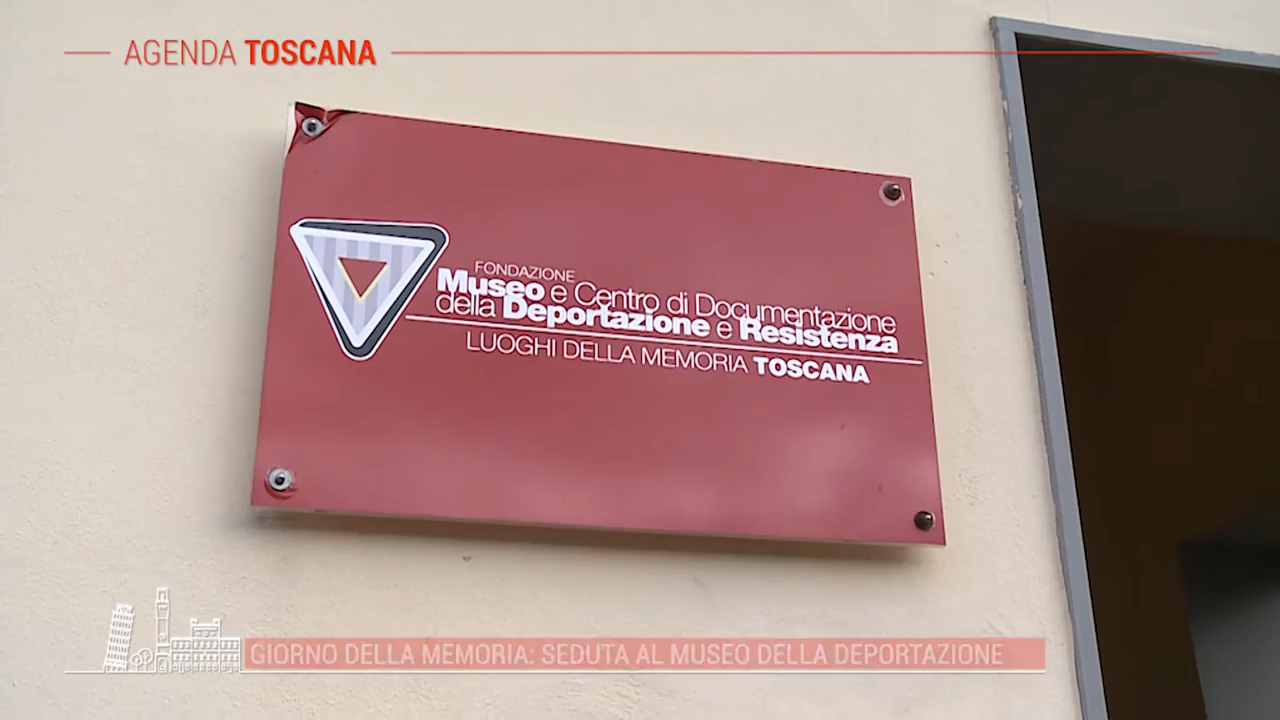 AGENDA TOSCANA
FONDAZIONE
Museo e Centro di Documentazione
della Deportazione e Resistenza
LUOGHI DELLA MEMORIA TOSCANA
GIORNO DELLA MEMORIA: SEDUTA AL MUSEO DELLA DEPORTAZIONE